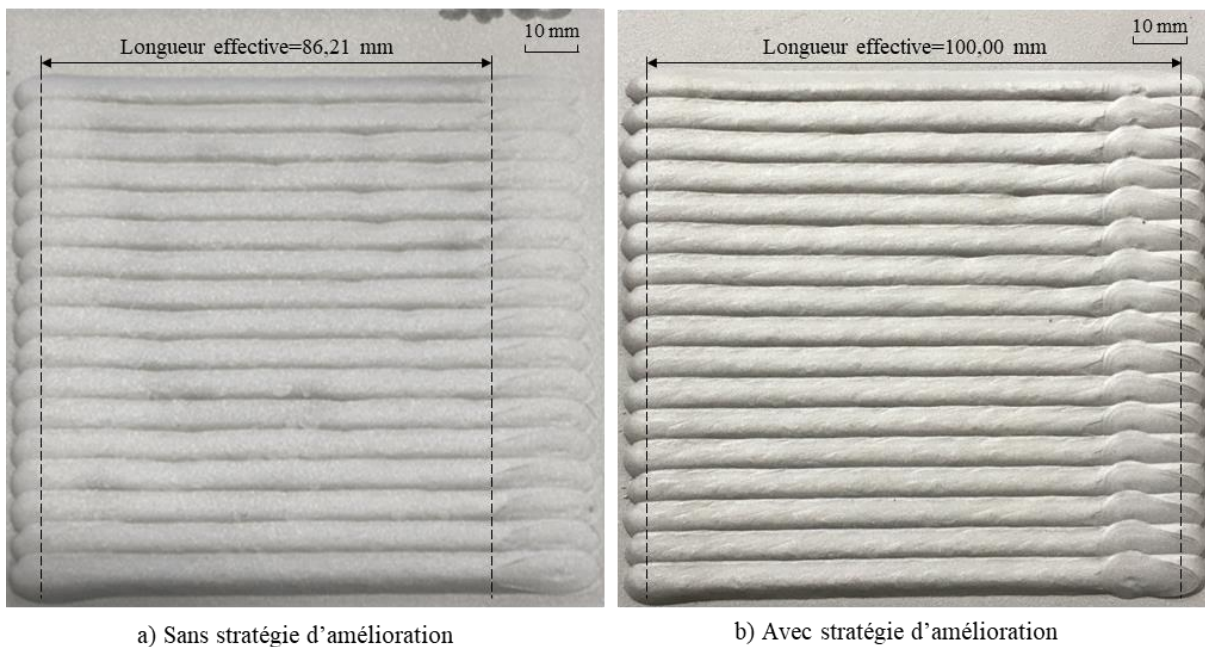 10 mm
Longueur effective=86,21 mm
10 mm
Longueur effective=100,00 mm
a) Sans stratégie d’amélioration
b) Avec stratégie d’amélioration